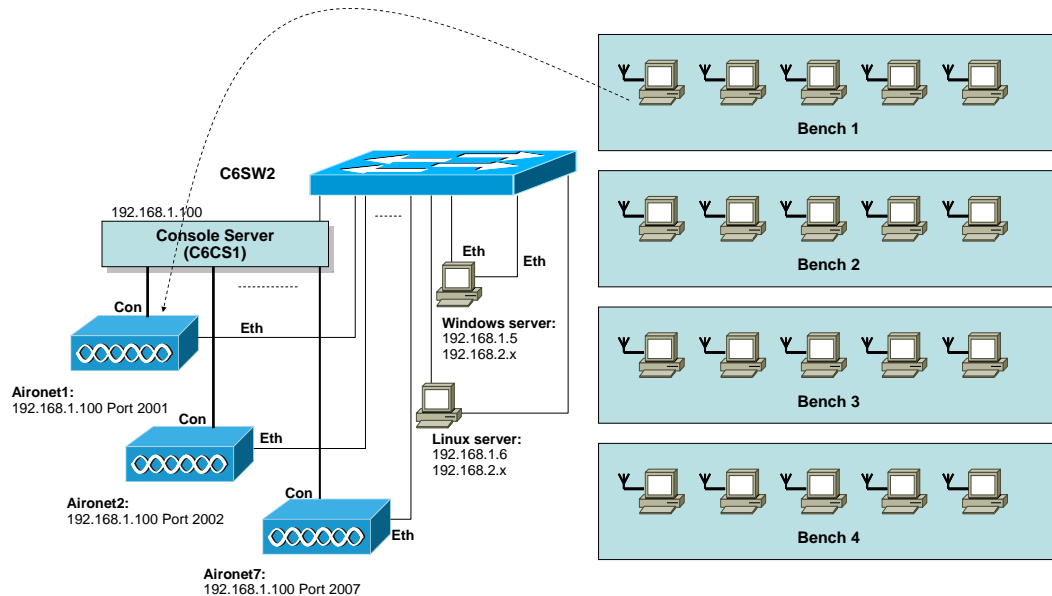 C6SW2
192.168.1.100
Console Server
(C6CS1)
Con
Eth
Aironet1:
192.168.1.100 Port 2001
Con
Eth
Aironet2:
192.168.1.100 Port 2002
Con
Eth
Aironet7:
192.168.1.100 Port 2007
Eth
Eth
Windows server:
192.168.1.5
192.168.2.x
Linux server:
192.168.1.6
192.168.2.x
Bench 1
Bench 2
Bench 3
Bench 4